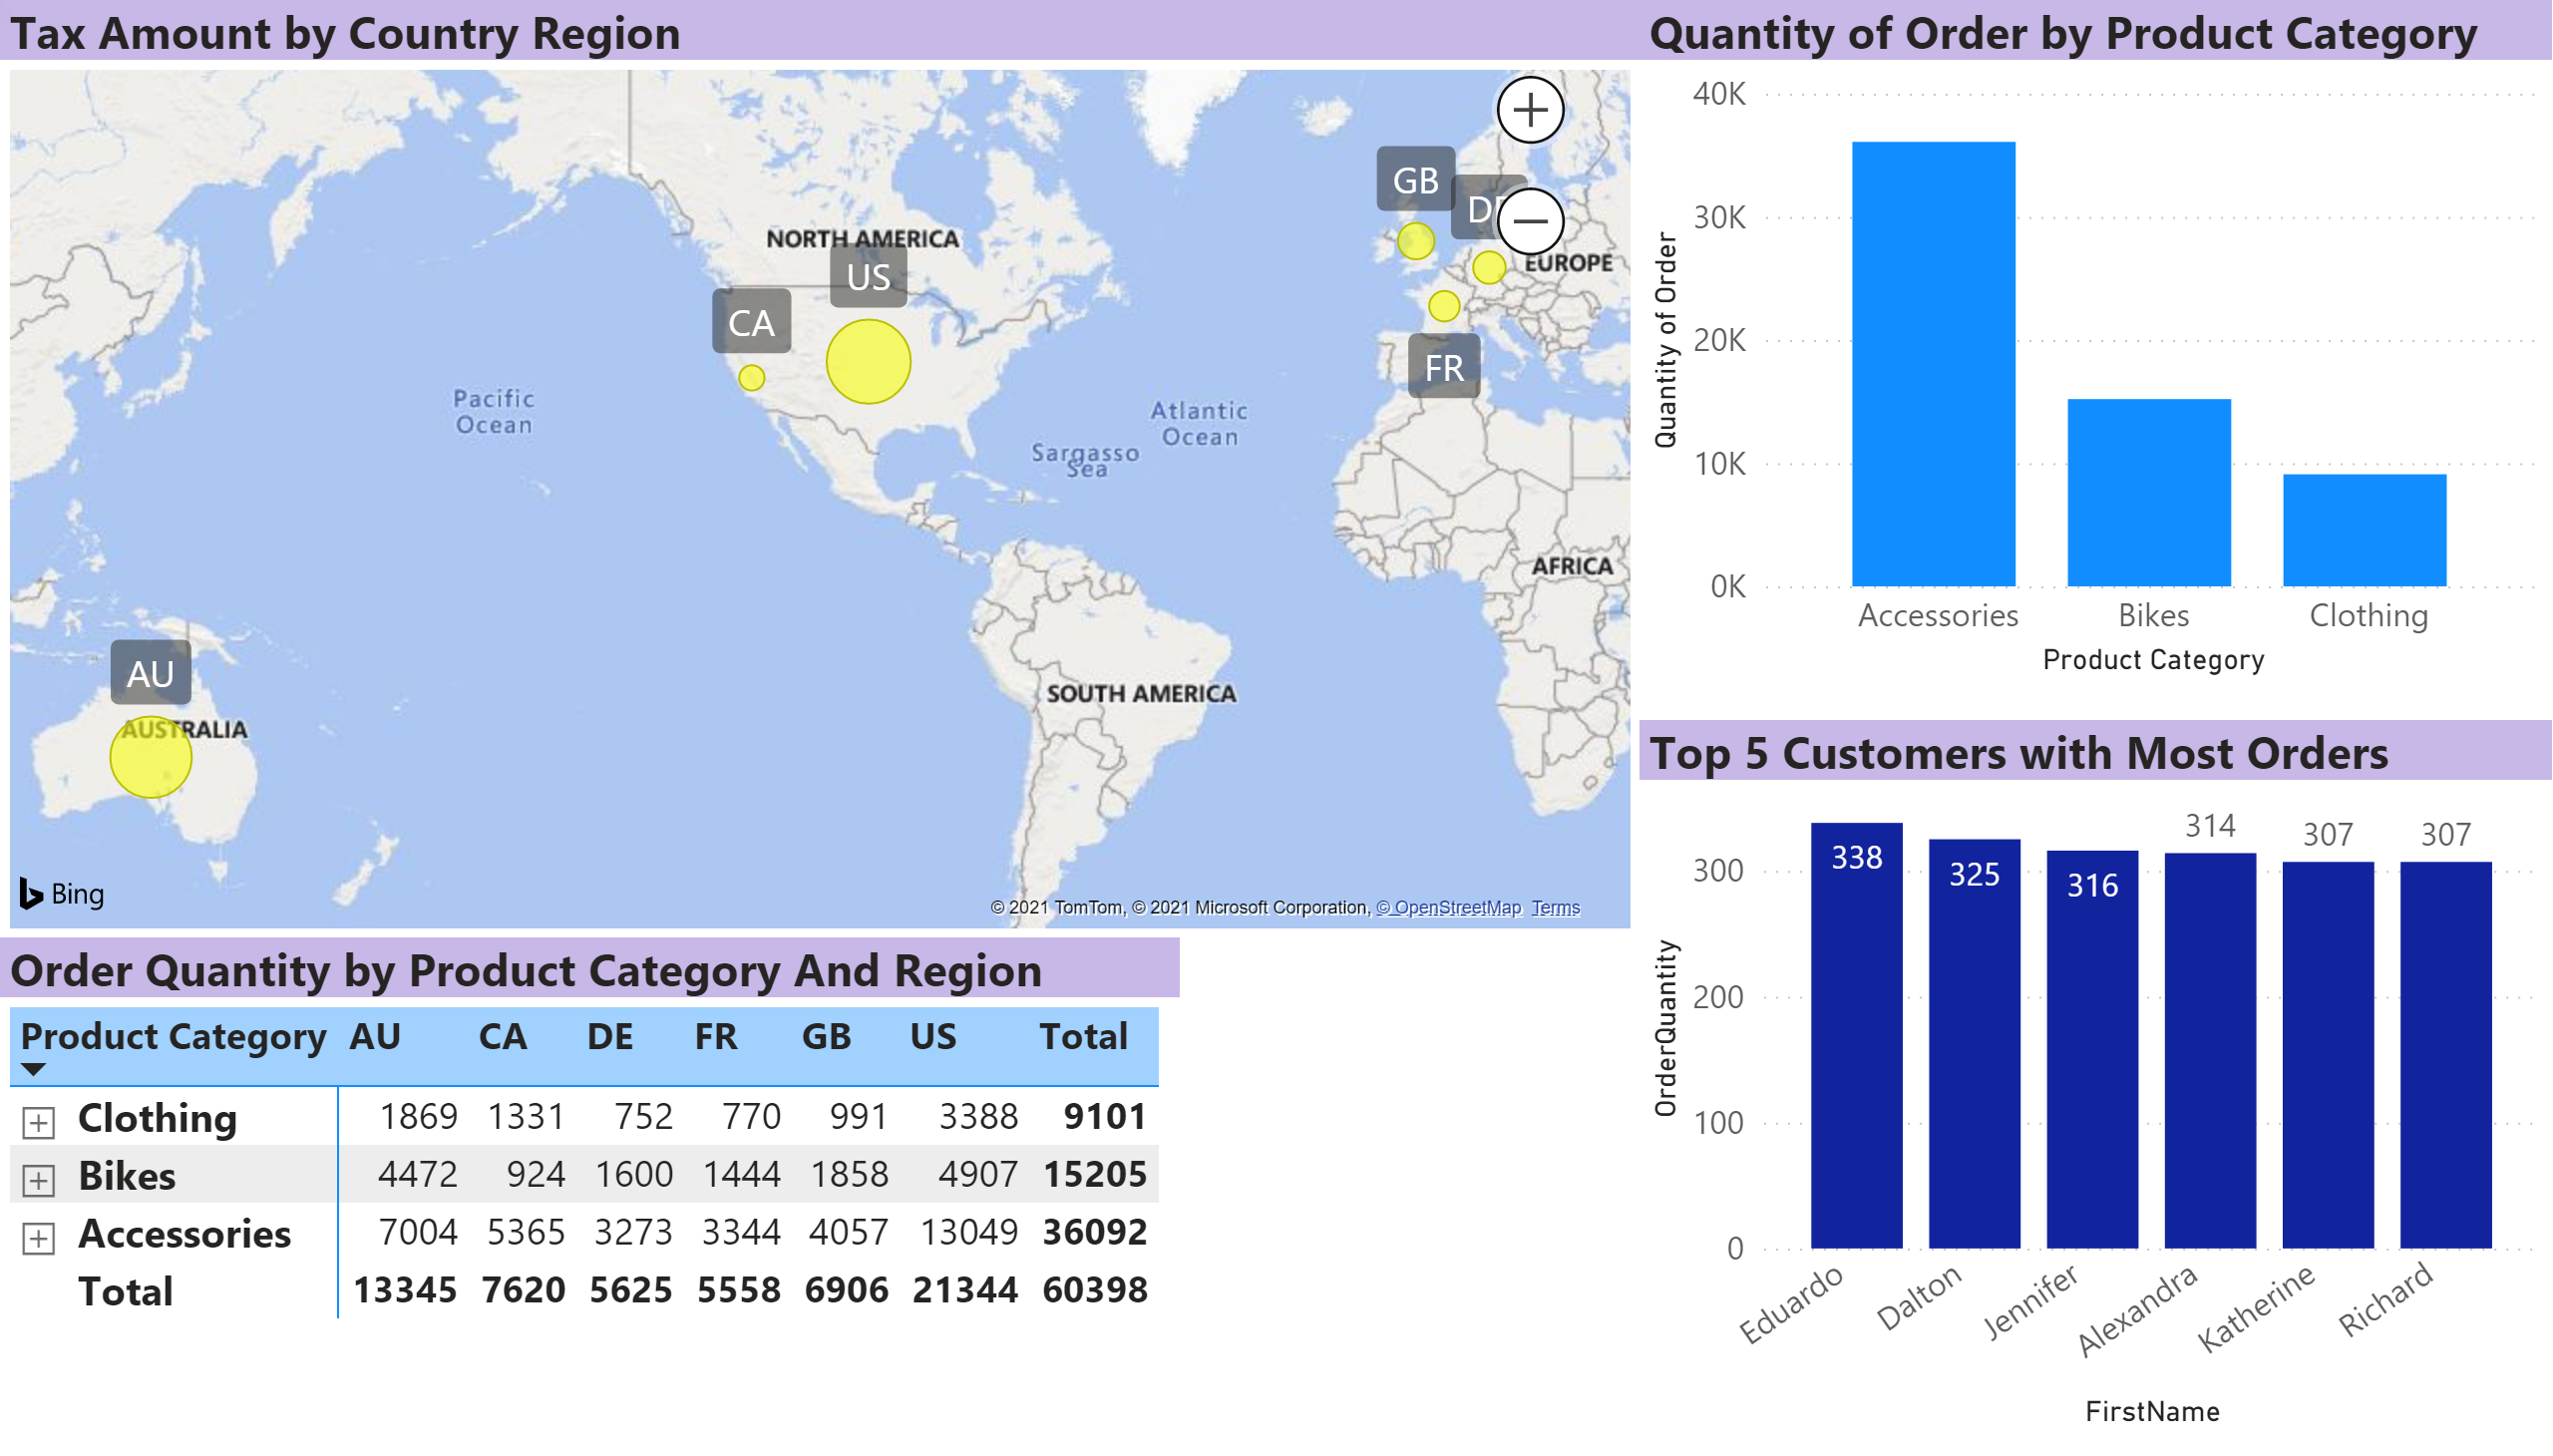 Tax Amount by Country Region
NORTH AMERICA
US
CA
GB
EUROPE
FR
Pacific
Ocean
Atlantic
Ocean
Sargasso
Sea
AFRICA
SOUTH AMERICA
AU
AUSTRALIA
Bing
© 2021 TomTom, © 2021 Microsoft Corporation, © OpenStreetMap Terms
Quantity of Order by Product Category
Quantity of Order
40K
30K
20K
10K
0K
Accessories Bikes Clothing
Product Category
Top 5 Customers with Most Orders
OrderQuantity
300
200
100
0
338 325 316 314 307 307
Eduardo Dalton Jennifer Alexandra Katherine Richard
FirstName
Order Quantity by Product Category And Region
Product Category AU CA DE FR GB US Total
Clothing 1869 1331 752 770 991 3388 9101
Bikes 4472 924 1600 1444 1858 4907 15205
Accessories 7004 5365 3273 3344 4057 13049 36092
Total 13345 7620 5625 5558 6906 21344 60398